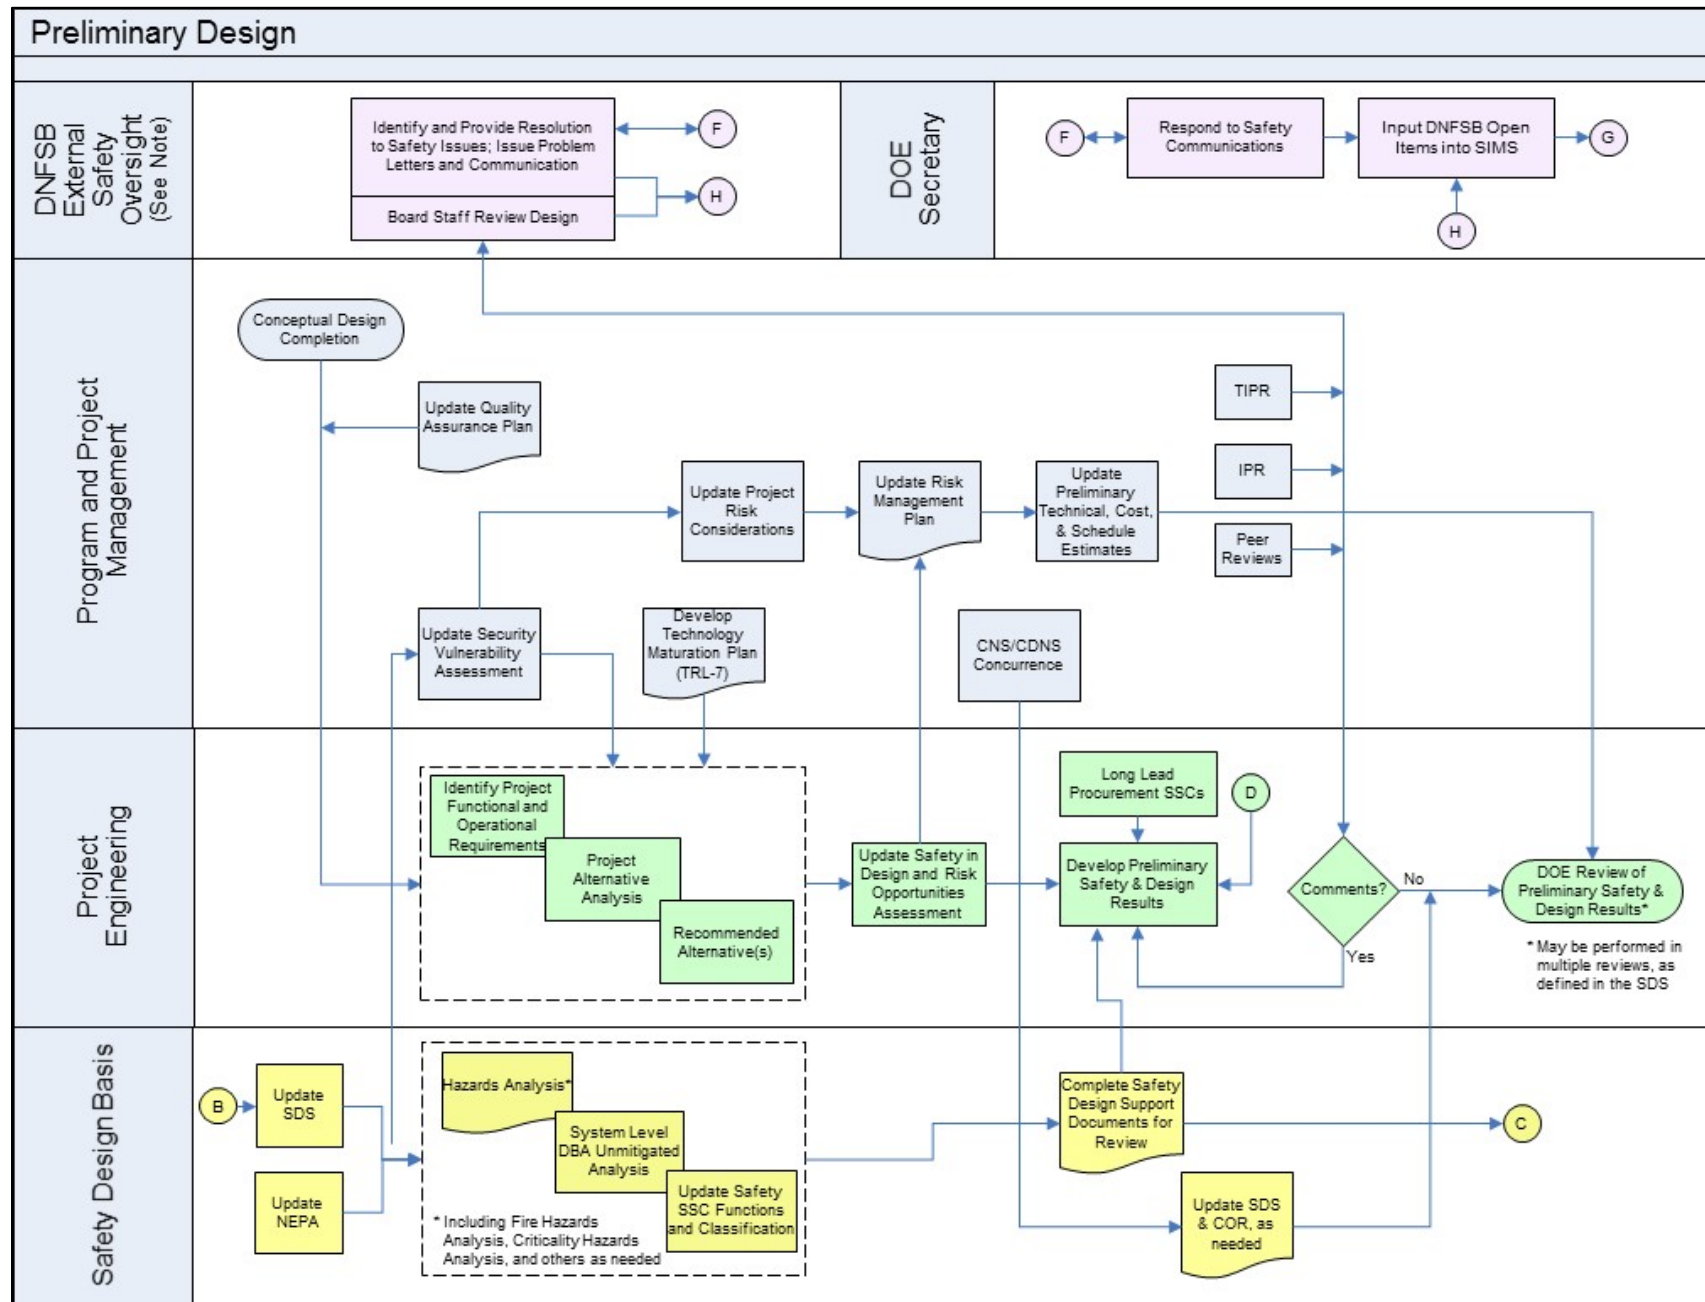 Preliminary Design
DNFSB
External
Safety
Oversight
(See Note)
Identify and Provide Resolution
to Safety Issues; Issue Problem
Letters and Communication
Board Staff Review Design
F
H
DOE
Secretary
F
Respond to Safety
Communications
Input DNFSB Open
Items into SIMS
G
H
Program and Project
Management
Conceptual Design
Completion
Update Quality
Assurance Plan
Update Project
Risk
Considerations
Update Risk
Management
Plan
Update
Preliminary
Technical, Cost,
& Schedule
Estimates
TIPR
IPR
Peer
Reviews
Update Security
Vulnerability
Assessment
Develop
Technology
Maturation Plan
(TRL-7)
CNS/CDNS
Concurrence
Project
Engineering
Identify Project
Functional and
Operational
Requirements
Project
Alternative
Analysis
Recommended
Alternative(s)
Update Safety in
Design and Risk
Opportunities
Assessment
Long Lead
Procurement SSCs
D
Develop Preliminary
Safety & Design
Results
Comments?
No
Yes
DOE Review of
Preliminary Safety &
Design Results*
* May be performed in
multiple reviews, as
defined in the SDS
Safety Design Basis
B
Update
SDS
Update
NEPA
Hazards Analysis*
System Level
DBA Unmitigated
Analysis
Update Safety
SSC Functions
and Classification
* Including Fire Hazards
Analysis, Criticality Hazards
Analysis, and others as needed
Complete Safety
Design Support
Documents for
Review
C
Update SDS
& COR, as
needed